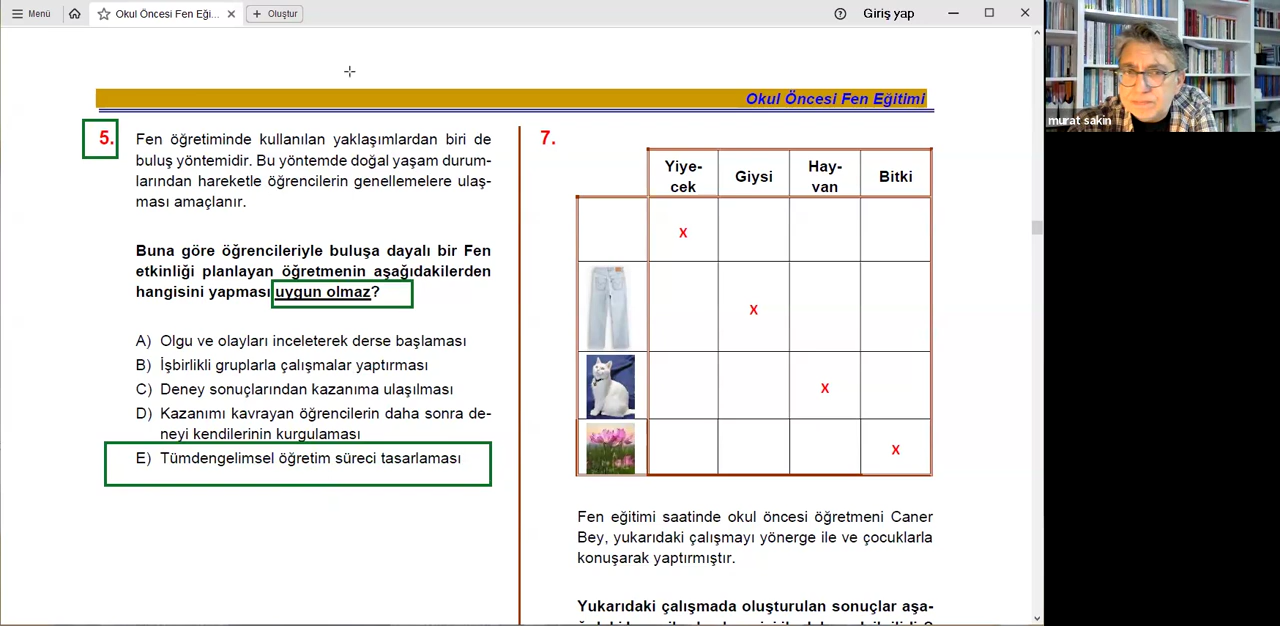 Menü
Okul Öncesi Fen Eği...
Oluştur
Giriş yap
murat sakin
Okul Öncesi Fen Eğitimi
5. Fen öğretiminde kullanılan yaklaşımlardan biri de
buluş yöntemidir. Bu yöntemde doğal yaşam durum-
larından hareketle öğrencilerin genellemelere ulaş-
ması amaçlanır.
Buna göre öğrencileriyle buluşa dayalı bir Fen
etkinliği planlayan öğretmenin aşağıdakilerden
hangisini yapması uygun olmaz?
A) Olgu ve olayları inceleterek derse başlaması
B) İşbirlikli gruplarla çalışmalar yaptırması
C) Deney sonuçlarından kazanıma ulaşılması
D) Kazanımı kavrayan öğrencilerin daha sonra de-
neyi kendilerinin kurgulaması
E) Tümdengelimsel öğretim süreci tasarlaması
7.
Yiye-
cek
Giysi
Hay-
van
Bitki
X
X
X
X
Fen eğitimi saatinde okul öncesi öğretmeni Caner
Bey, yukarıdaki çalışmayı yönerge ile ve çocuklarla
konuşarak yaptırmıştır.
Yukarıdaki çalışmada oluşturulan sonuçlar aşa-